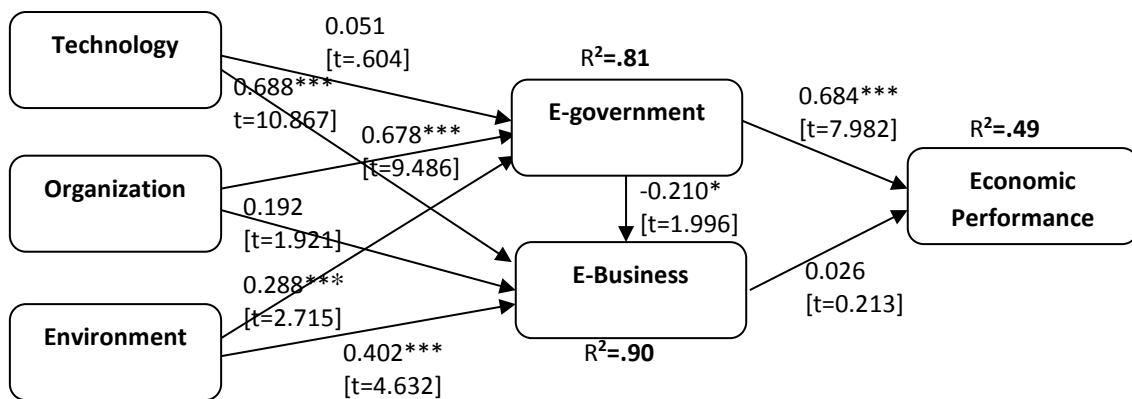 Technology
0.051
[t=.604]
R²=.81
0.688***
t=10.867]
E-government
0.684***
[t=7.982]
R²=.49
0.678***
[t=9.486]
Organization
-0.210*
[t=1.996]
Economic
Performance
0.192
[t=1.921]
E-Business
0.026
[t=0.213]
0.288***
[t=2.715]
Environment
0.402***
[t=4.632]
R²=.90